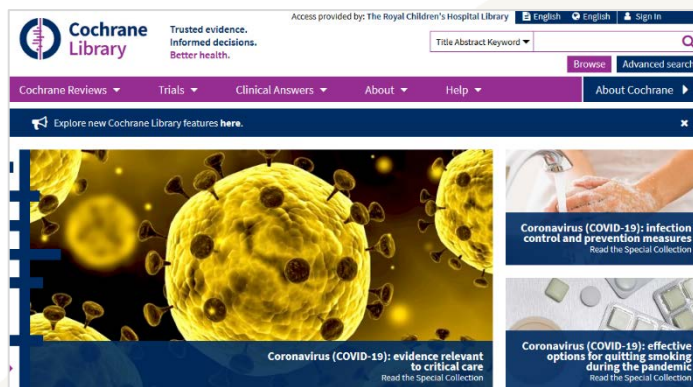 Access provided by: The Royal Children's Hospital Library English English Sign In
Cochrane
Library
Trusted evidence.
Informed decisions.
Better health.
Title Abstract Keyword
Browse Advanced search
Cochrane Reviews Trials Clinical Answers About Help About Cochrane
Explore new Cochrane Library features here.
Coronavirus (COVID-19): infection
control and prevention measures
Read the Special Collection
Coronavirus (COVID-19): evidence relevant
to critical care
Read the Special Collection
Coronavirus (COVID-19): effective
options for quitting smoking
during the pandemic
Read the Special Collection